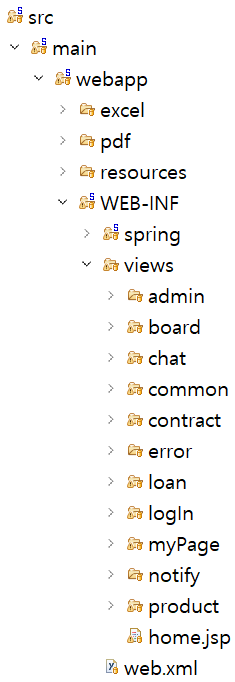 src
main
webapp
excel
pdf
resources
WEB-INF
spring
views
admin
board
chat
common
contract
error
loan
logIn
myPage
notify
product
home.jsp
web.xml